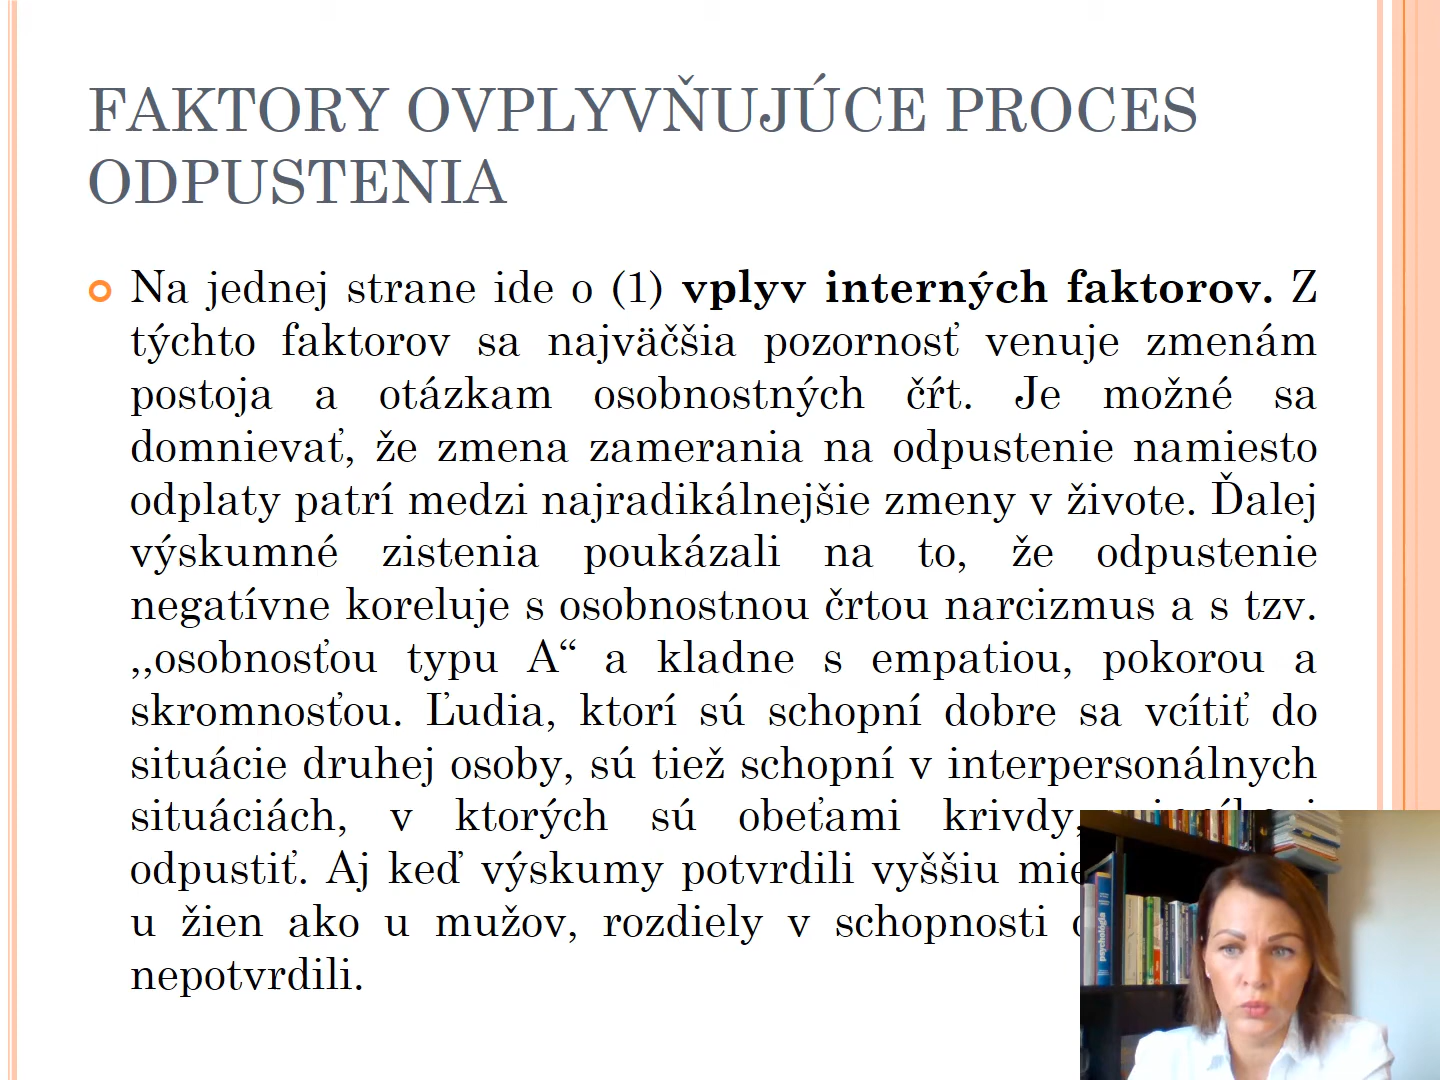 FAKTORY OVPLYVŇUJÚCE PROCES
ODPUSTENIA
Na jednej strane ide o (1) vplyv interných faktorov. Z
týchto faktorov sa najväčšia pozornosť venuje zmenám
postoja a otázkam osobnostných čŕt. Je možné sa
domnievať, že zmena zamerania na odpustenie namiesto
odplaty patrí medzi najradikálnejšie zmeny v živote. Ďalej
výskumné zistenia poukázali na to, že odpustenie
negatívne koreluje s osobnostnou črtou narcizmus a s tzv.
,,osobnosťou typu A“ a kladne s empatiou, pokorou a
skromnosťou. Ľudia, ktorí sú schopní dobre sa vcítiť do
situácie druhej osoby, sú tiež schopní v interpersonálnych
situáciách, v ktorých sú obeťami krivdy,
odpustiť. Aj keď výskumy potvrdili vyššiu
u žien ako u mužov, rozdiely v schopnosti
nepotvrdili.
psychológia